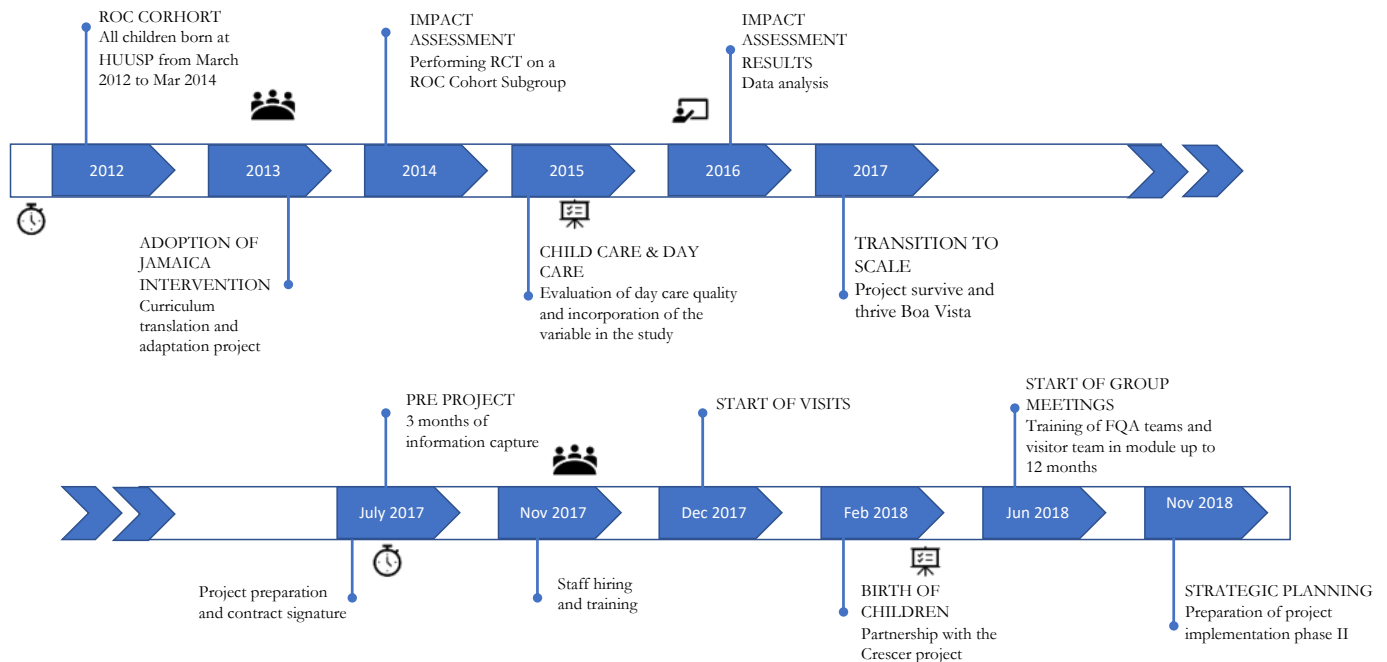 ROC CORHORT
All children born at
HUUSP from March
2012 to Mar 2014
IMPACT
ASSESSMENT
Performing RCT on a
ROC Cohort Subgroup
IMPACT
ASSESSMENT
RESULTS
Data analysis
2012
2013
2014
2015
2016
2017
ADOPTION OF
JAMAICA
INTERVENTION
Curriculum
translation and
adaptation project
CHILD CARE & DAY
CARE
Evaluation of day care quality
and incorporation of the
variable in the study
TRANSITION TO
SCALE
Project survive and
thrive Boa Vista
PRE PROJECT
3 months of
information capture
START OF VISITS
START OF GROUP
MEETINGS
Training of FQA teams and
visitor team in module up to
12 months
July 2017
Nov 2017
Dec 2017
Feb 2018
Jun 2018
Nov 2018
Project preparation
and contract signature
Staff hiring
and training
BIRTH OF
CHILDREN
Partnership with the
Crescer project
STRATEGIC PLANNING
Preparation of project
implementation phase II